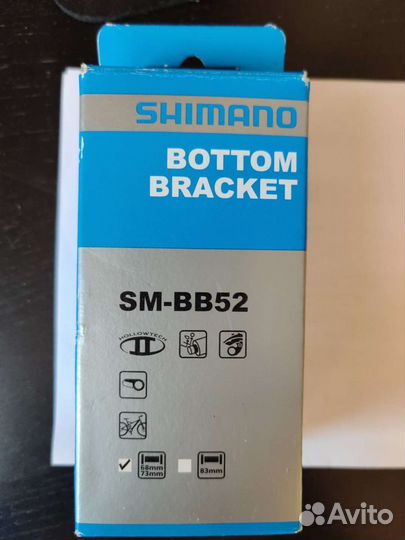 SHIMANO
BOTTOM
BRACKET
SM-BB52
HOLLOWTECH
II
68mm
73mm
83mm
Avito